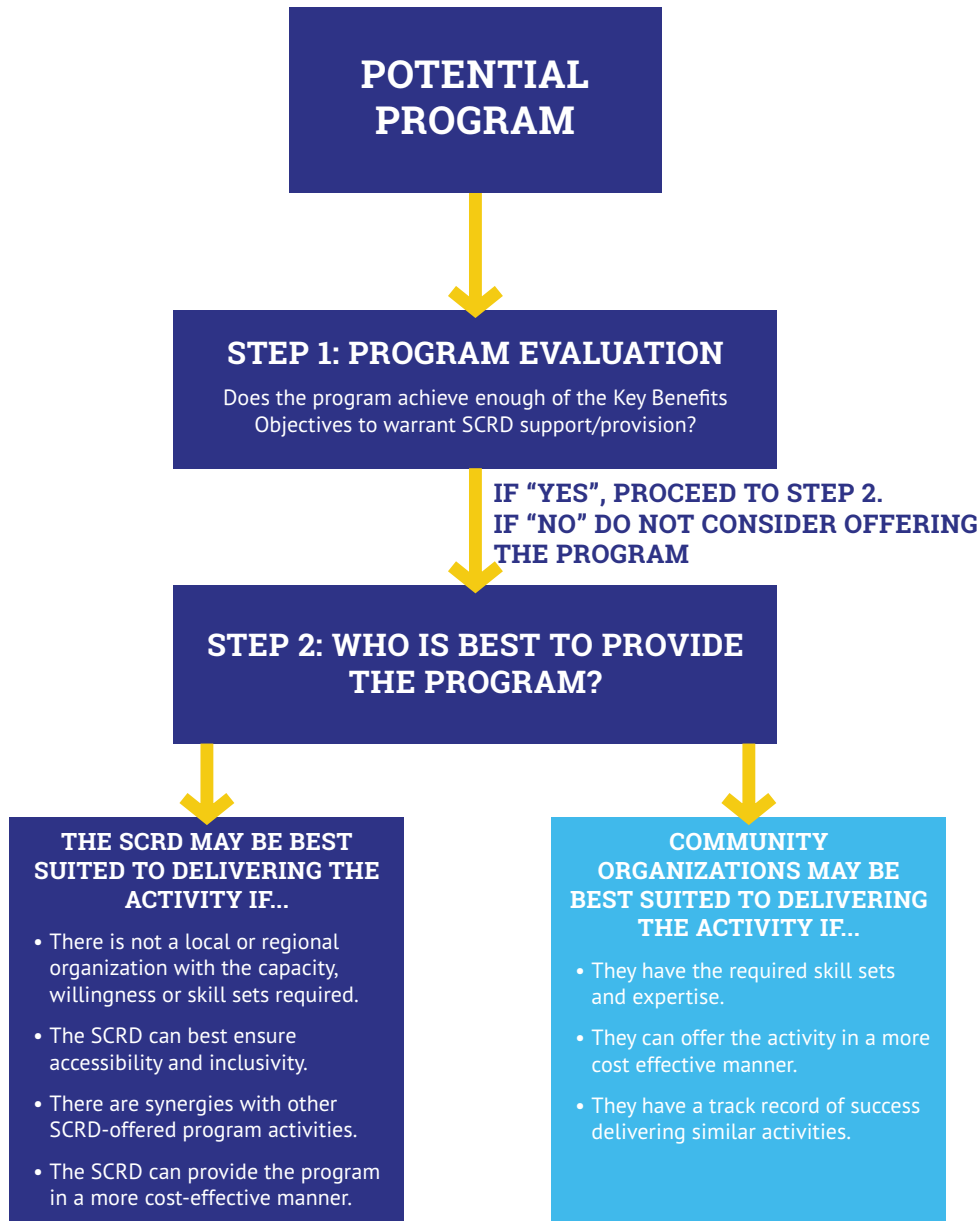 POTENTIAL
PROGRAM
STEP 1: PROGRAM EVALUATION
Does the program achieve enough of the Key Benefits
Objectives to warrant SCRD support/provision?
IF “YES”, PROCEED TO STEP 2.
IF “NO” DO NOT CONSIDER OFFERING
THE PROGRAM
STEP 2: WHO IS BEST TO PROVIDE
THE PROGRAM?
THE SCRD MAY BE BEST
SUITED TO DELIVERING THE
ACTIVITY IF...
• There is not a local or regional
organization with the capacity,
willingness or skill sets required.
• The SCRD can best ensure
accessibility and inclusivity.
• There are synergies with other
SCRD-offered program activities.
• The SCRD can provide the program
in a more cost-effective manner.
COMMUNITY
ORGANIZATIONS MAY BE
BEST SUITED TO DELIVERING
THE ACTIVITY IF...
• They have the required skill sets
and expertise.
• They can offer the activity in a more
cost effective manner.
• They have a track record of success
delivering similar activities.